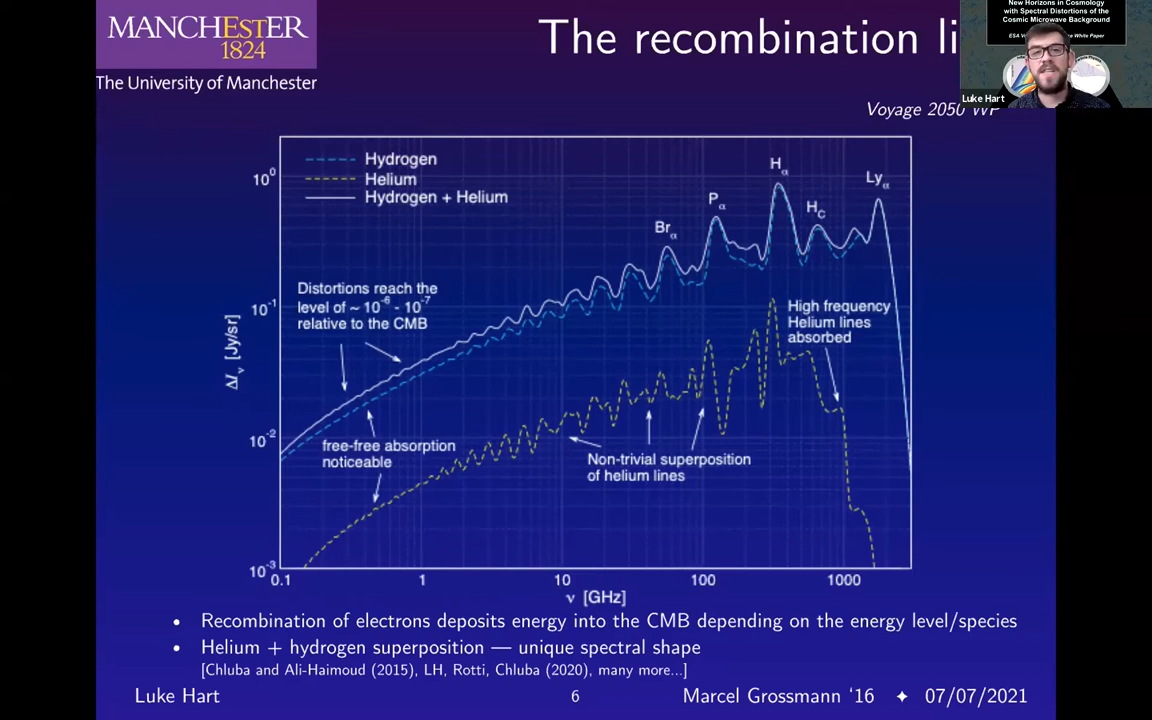 MANCHESTER
1824
The University of Manchester
The recombination li
New Horizons in Cosmology
with Spectral Distortions of the
Cosmic Microwave Background
Luke Hart
Voyage 2050 WP
Hydrogen
Helium
Hydrogen + Helium
Distortions reach the
level of ~ 10⁻⁶ - 10⁻⁷
relative to the CMB
free-free absorption
noticeable
Non-trivial superposition
of helium lines
High frequency
Helium lines
absorbed
Br_α
P_α
H_α
H_C
Ly_α
10⁰
10⁻¹
10⁻²
10⁻³
ΔI_ν [Jy/sr]
0.1 1 10 100 1000
ν [GHz]
• Recombination of electrons deposits energy into the CMB depending on the energy level/species
• Helium + hydrogen superposition — unique spectral shape
[Chluba and Ali-Haimoud (2015), LH, Rotti, Chluba (2020), many more...]
Luke Hart 6 Marcel Grossmann ‘16 ✦ 07/07/2021